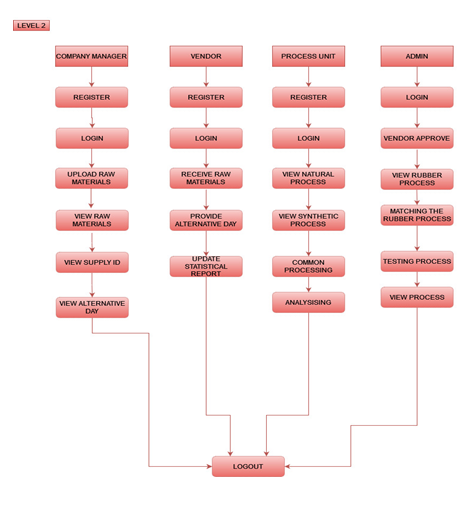 LEVEL 2
COMPANY MANAGER
REGISTER
LOGIN
UPLOAD RAW
MATERIALS
VIEW RAW
MATERIALS
VIEW SUPPLY ID
VIEW ALTERNATIVE
DAY
VENDOR
REGISTER
LOGIN
RECEIVE RAW
MATERIALS
PROVIDE
ALTERNATIVE DAY
UPDATE
STATISTICAL
REPORT
PROCESS UNIT
REGISTER
LOGIN
VIEW NATURAL
PROCESS
VIEW SYNTHETIC
PROCESS
COMMON
PROCESSING
ANALYSISING
ADMIN
LOGIN
VENDOR APPROVE
VIEW RUBBER
PROCESS
MATCHING THE
RUBBER PROCESS
TESTING PROCESS
VIEW PROCESS
LOGOUT